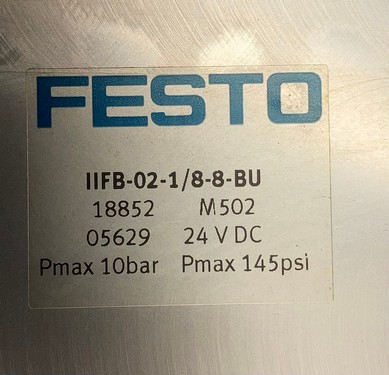 FESTO
IIFB-02-1/8-8-BU
18852 M502
05629 24 V DC
Pmax 10bar Pmax 145psi